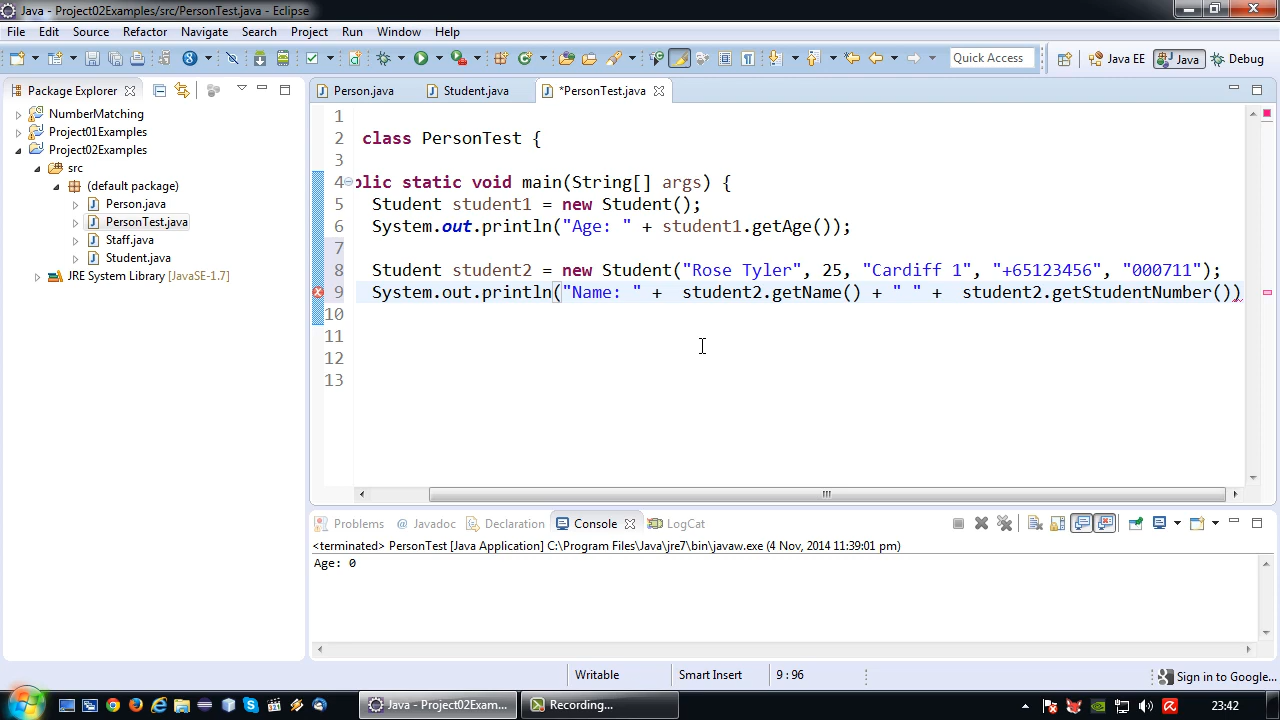 Java - Project02Examples/src/PersonTest.java - Eclipse
File Edit Source Refactor Navigate Search Project Run Window Help
Quick Access Java EE Java Debug
Package Explorer
NumberMatching
Project01Examples
Project02Examples
src
(default package)
Person.java
PersonTest.java
Staff.java
Student.java
JRE System Library [JavaSE-1.7]
Person.java Student.java *PersonTest.java
1
2 class PersonTest {
3
4 blic static void main(String[] args) {
5 Student student1 = new Student();
6 System.out.println("Age: " + student1.getAge());
7
8 Student student2 = new Student("Rose Tyler", 25, "Cardiff 1", "+65123456", "000711");
9 System.out.println("Name: " +  student2.getName() + " " +  student2.getStudentNumber())
10
11
12
13
Problems @ Javadoc Declaration Console LogCat
<terminated> PersonTest [Java Application] C:\Program Files\Java\jre7\bin\javaw.exe (4 Nov, 2014 11:39:01 pm)
Age: 0
Writable Smart Insert 9 : 96 Sign in to Google...
Java - Project02Exam... Recording... 23:42